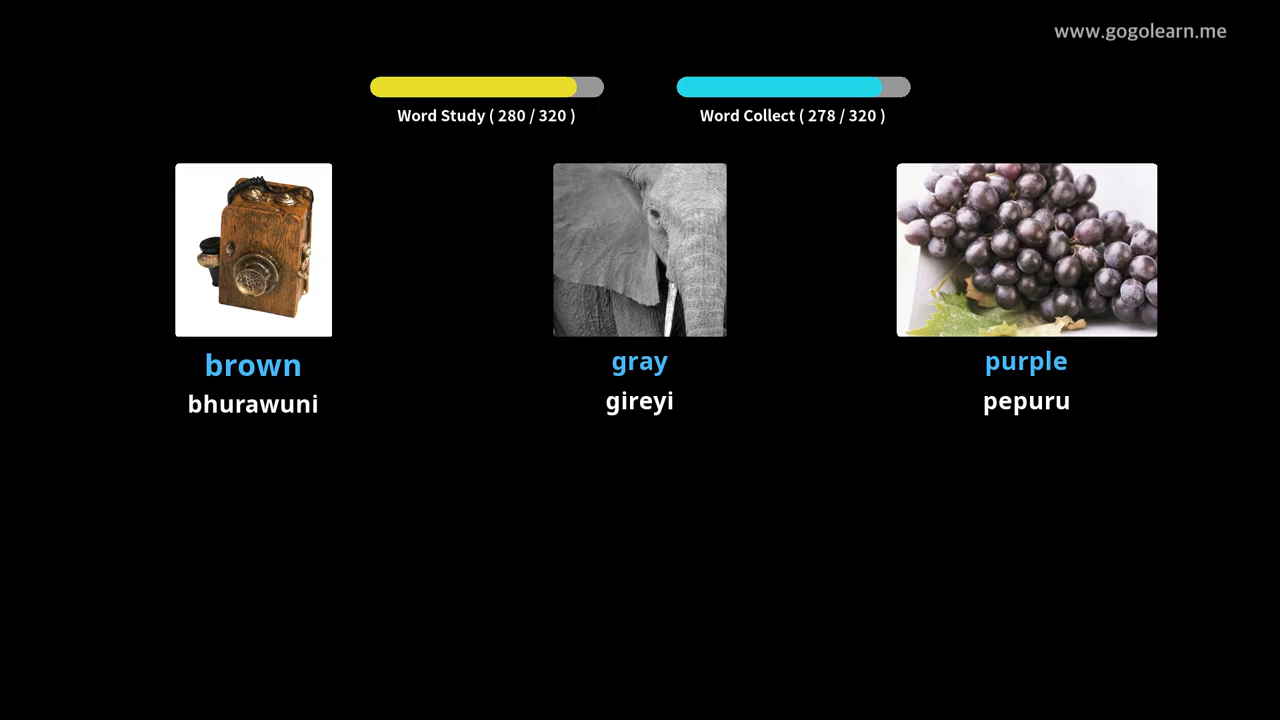 www.gogolearn.me
Word Study ( 280 / 320 )
Word Collect ( 278 / 320 )
brown
gray
purple
bhurawuni
gireyi
pepuru